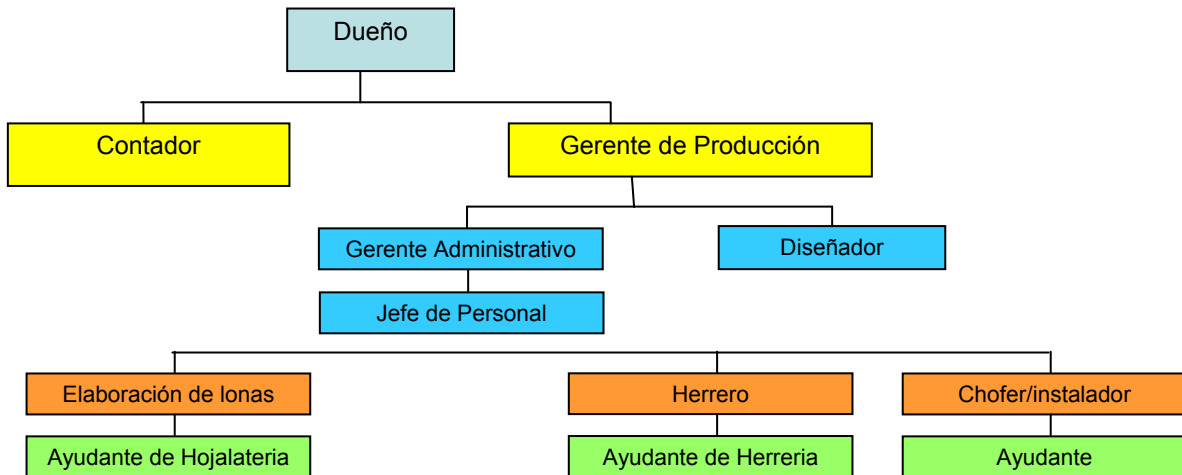 Dueño
Contador
Gerente de Producción
Gerente Administrativo
Diseñador
Jefe de Personal
Elaboración de lonas
Herrero
Chofer/instalador
Ayudante de Hojalateria
Ayudante de Herreria
Ayudante